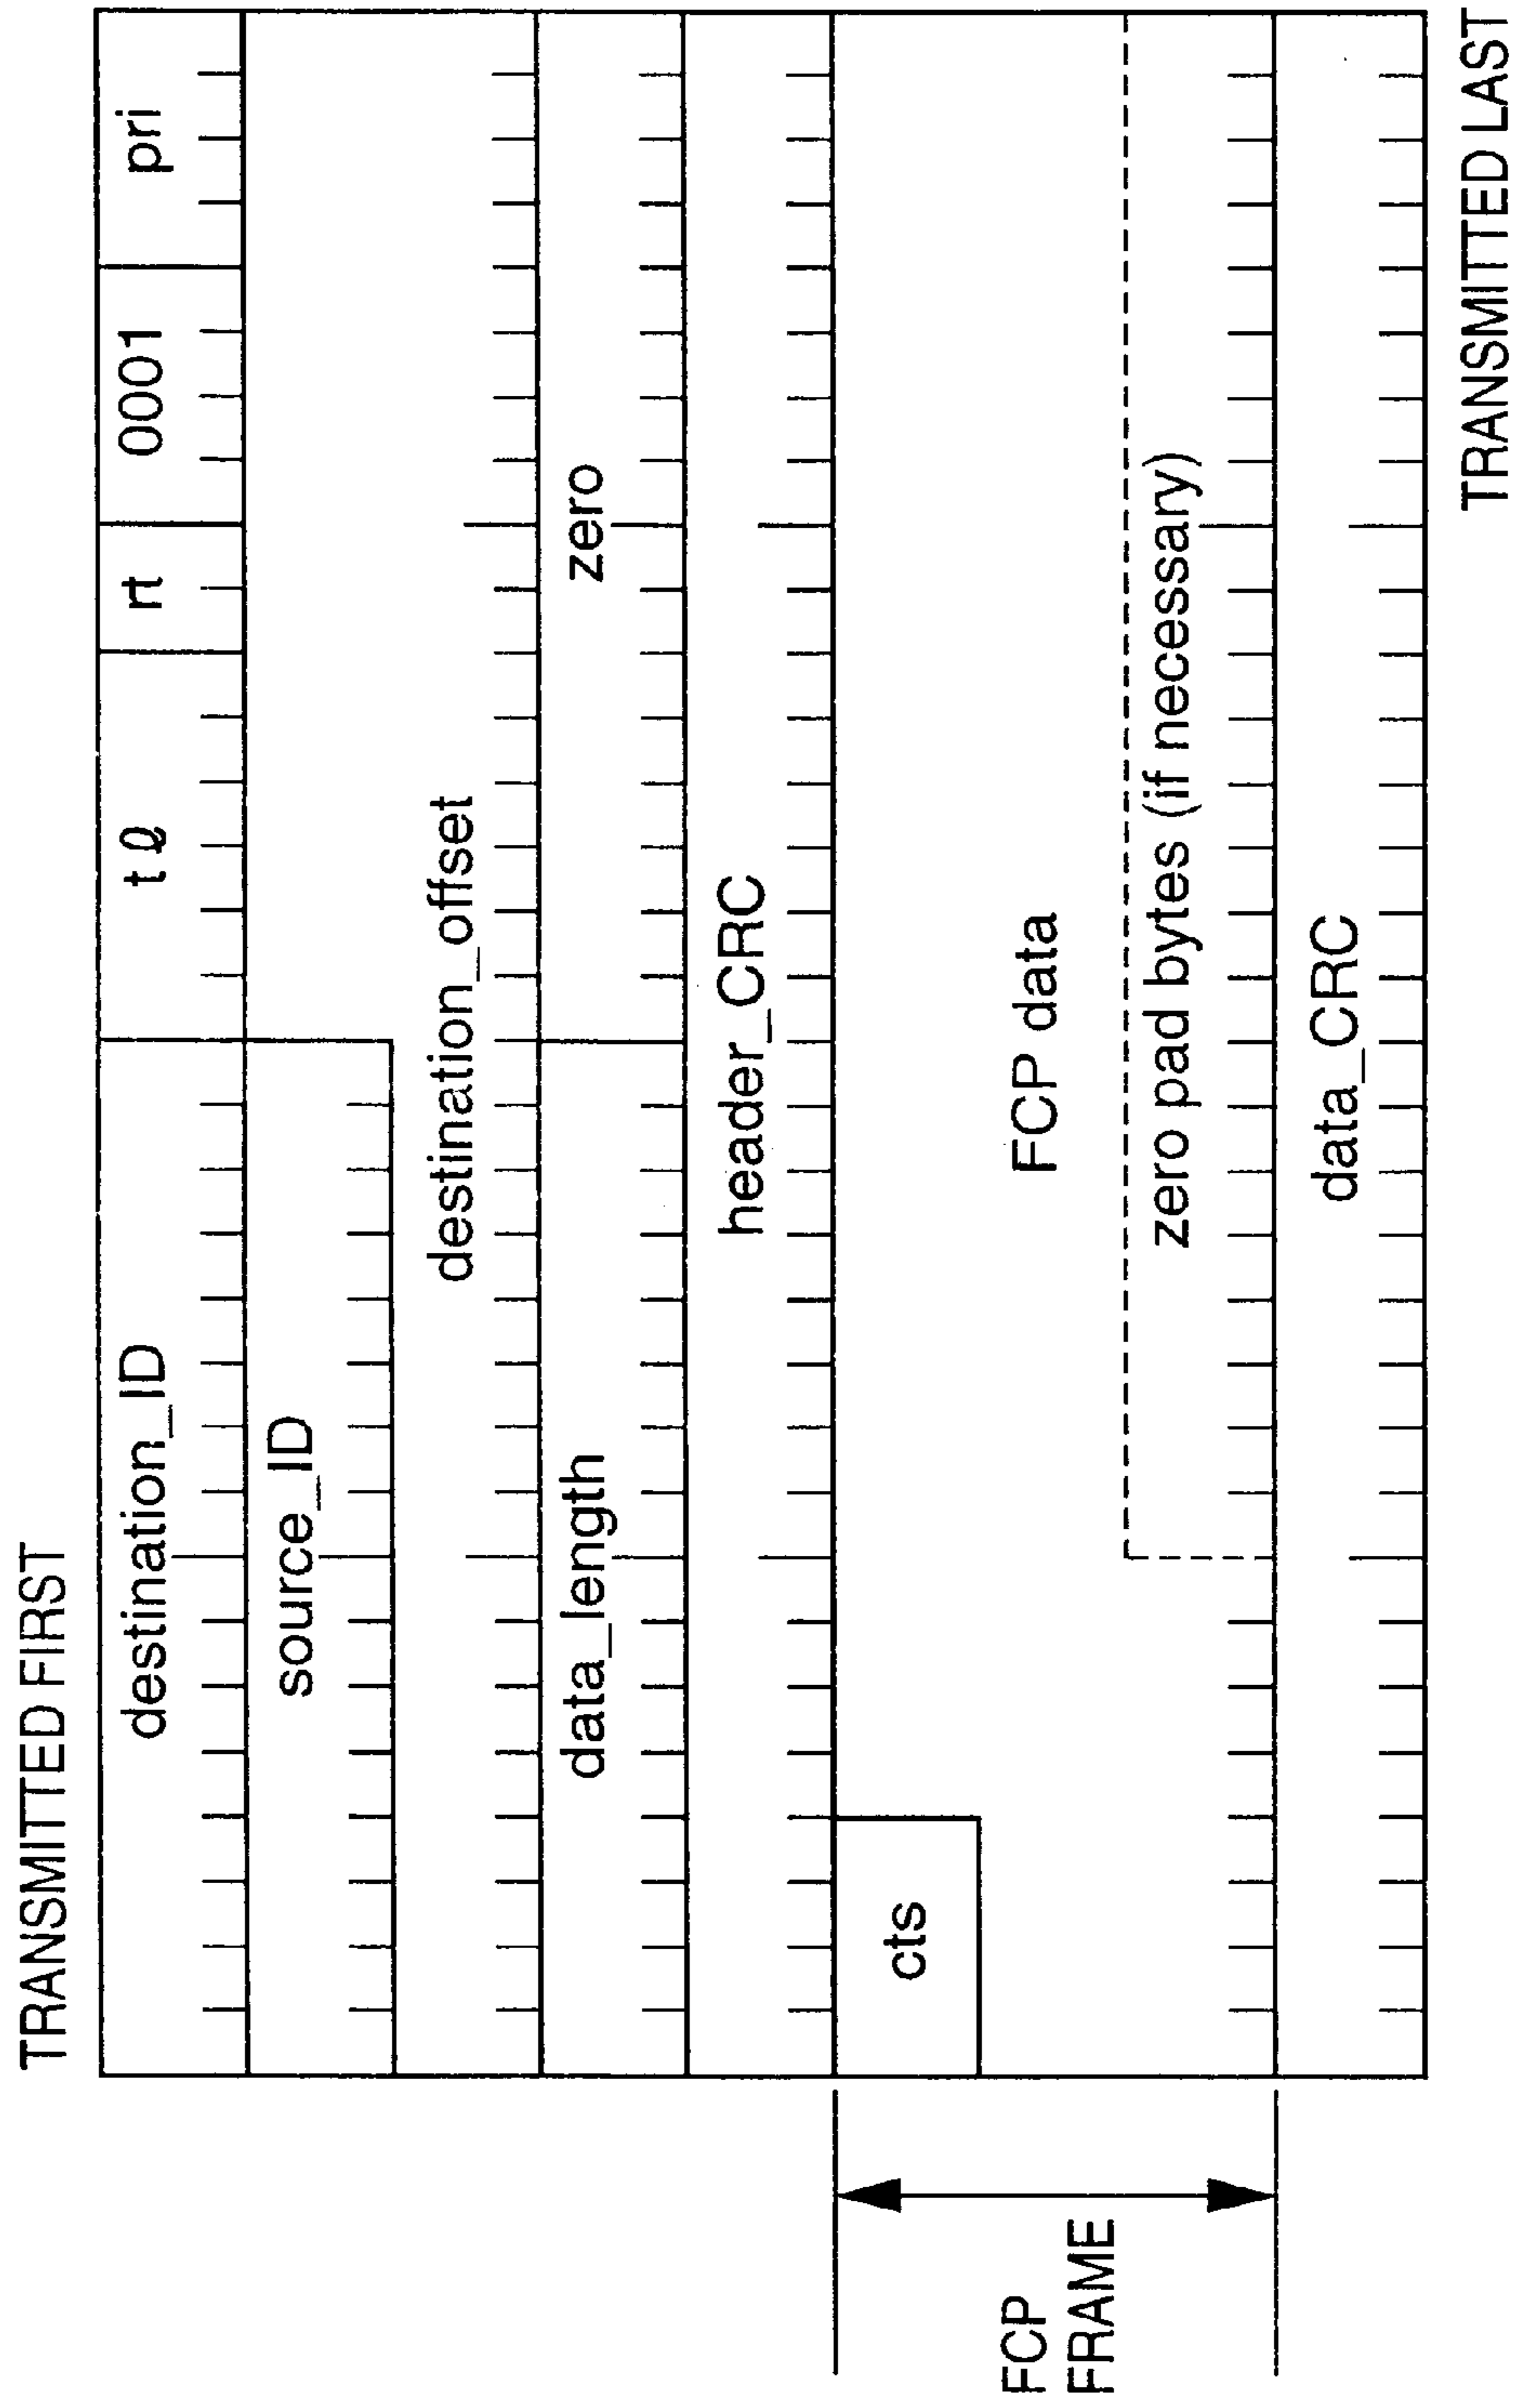 TRANSMITTED FIRST
destination_ID
tℓ
rt
0001
pri
source_ID
destination_offset
data_length
zero
header_CRC
cts
FCP data
FCP
FRAME
zero pad bytes (if necessary)
data_CRC
TRANSMITTED LAST